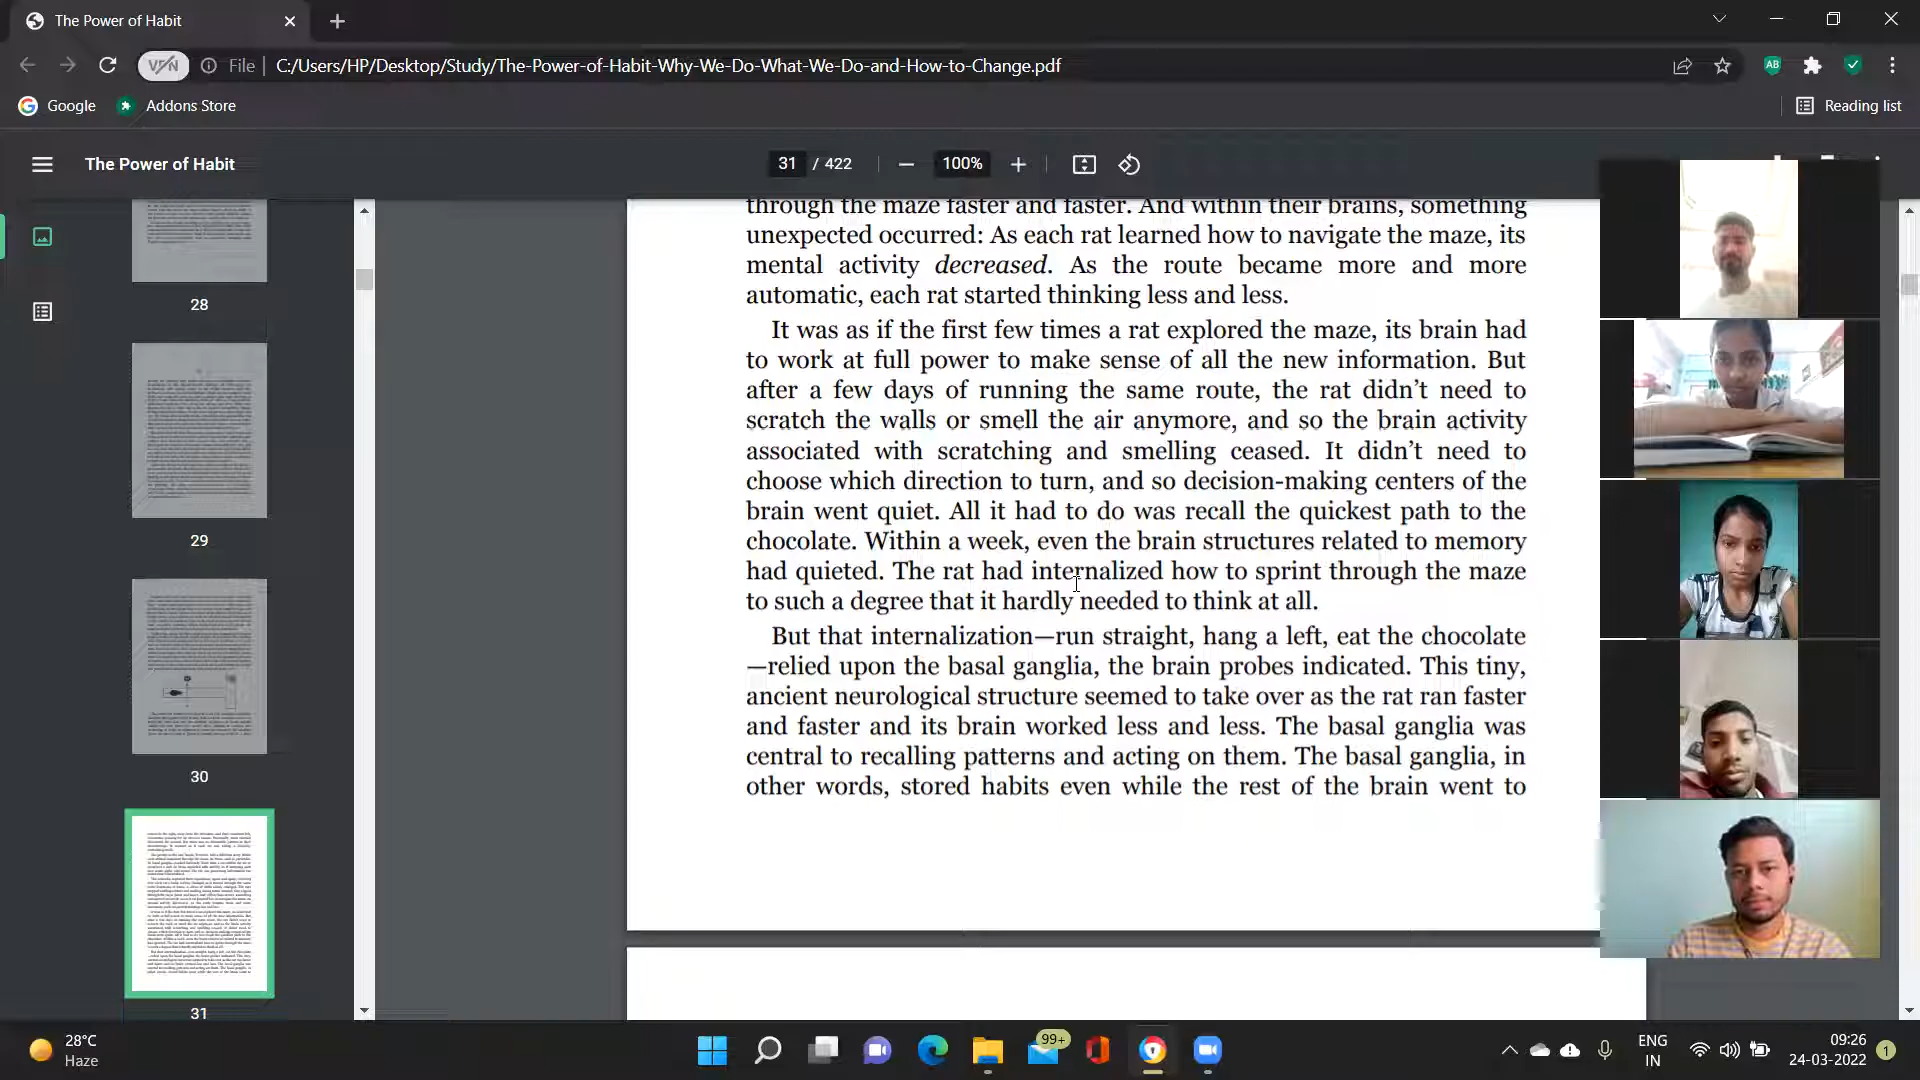 The Power of Habit
VPN
File
C:/Users/HP/Desktop/Study/The-Power-of-Habit-Why-We-Do-What-We-Do-and-How-to-Change.pdf
AB
Google
Addons Store
Reading list
The Power of Habit
31 / 422
100%
28
29
30
31
through the maze faster and faster. And within their brains, something
unexpected occurred: As each rat learned how to navigate the maze, its
mental activity decreased. As the route became more and more
automatic, each rat started thinking less and less.
It was as if the first few times a rat explored the maze, its brain had
to work at full power to make sense of all the new information. But
after a few days of running the same route, the rat didn’t need to
scratch the walls or smell the air anymore, and so the brain activity
associated with scratching and smelling ceased. It didn’t need to
choose which direction to turn, and so decision-making centers of the
brain went quiet. All it had to do was recall the quickest path to the
chocolate. Within a week, even the brain structures related to memory
had quieted. The rat had internalized how to sprint through the maze
to such a degree that it hardly needed to think at all.
But that internalization—run straight, hang a left, eat the chocolate
—relied upon the basal ganglia, the brain probes indicated. This tiny,
ancient neurological structure seemed to take over as the rat ran faster
and faster and its brain worked less and less. The basal ganglia was
central to recalling patterns and acting on them. The basal ganglia, in
other words, stored habits even while the rest of the brain went to
28°C
Haze
99+
ENG
IN
09:26
24-03-2022
1